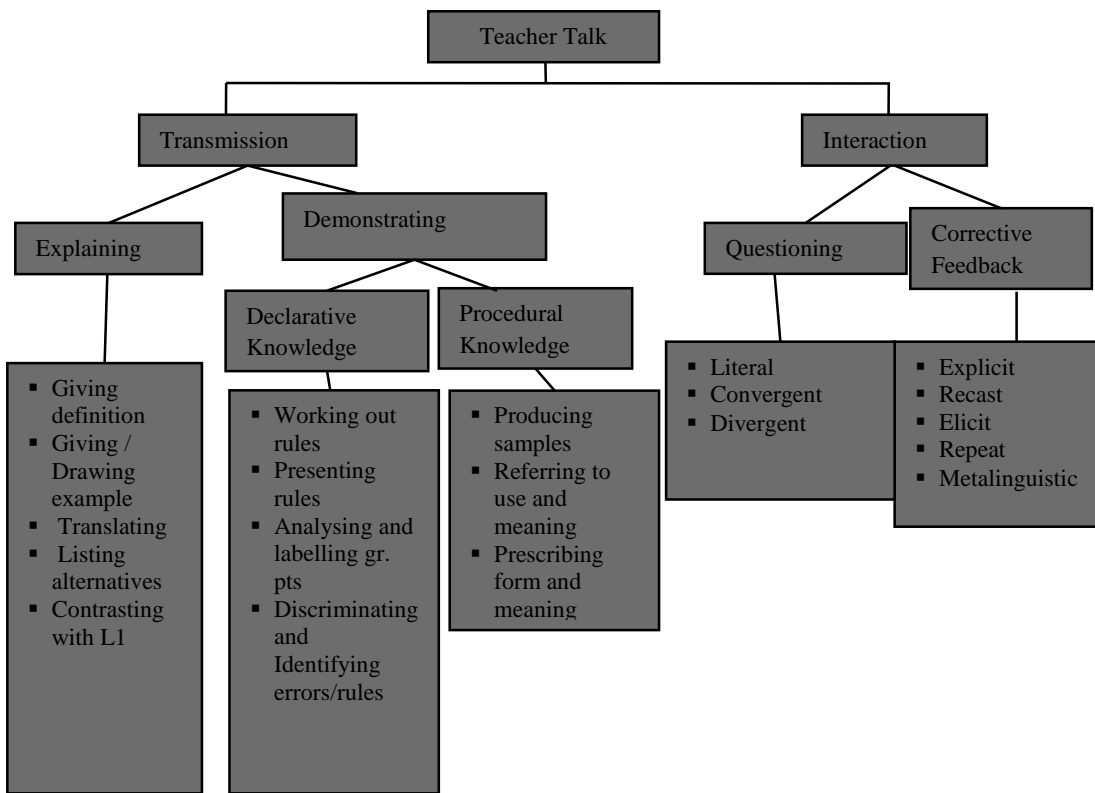 Teacher Talk
Transmission
Interaction
Explaining
Demonstrating
Questioning
Corrective
Feedback
Declarative
Knowledge
Procedural
Knowledge
▪ Giving
definition
▪ Giving /
Drawing
example
▪ Translating
▪ Listing
alternatives
▪ Contrasting
with L1
▪ Working out
rules
▪ Presenting
rules
▪ Analysing and
labelling gr.
pts
▪ Discriminating
and
Identifying
errors/rules
▪ Producing
samples
▪ Referring to
use and
meaning
▪ Prescribing
form and
meaning
▪ Literal
▪ Convergent
▪ Divergent
▪ Explicit
▪ Recast
▪ Elicit
▪ Repeat
▪ Metalinguistic